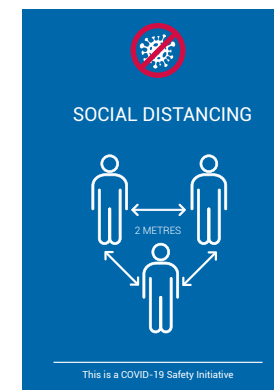 SOCIAL DISTANCING
2 METRES
This is a COVID-19 Safety Initiative